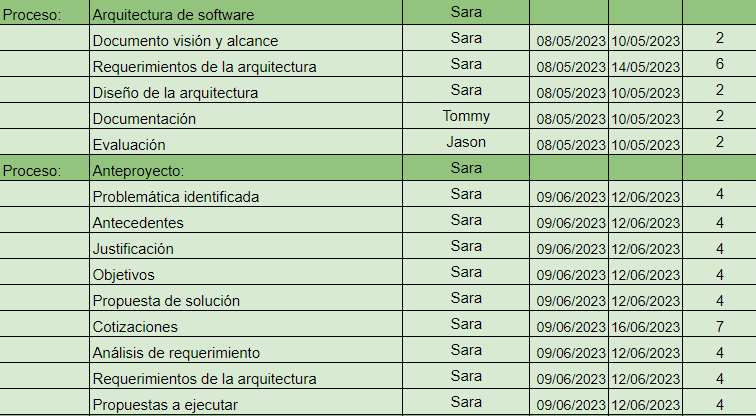 Proceso: Arquitectura de software Sara
Documento visión y alcance Sara 08/05/2023 10/05/2023 2
Requerimientos de la arquitectura Sara 08/05/2023 14/05/2023 6
Diseño de la arquitectura Sara 08/05/2023 10/05/2023 2
Documentación Tommy 08/05/2023 10/05/2023 2
Evaluación Jason 08/05/2023 10/05/2023 2
Proceso: Anteproyecto: Sara
Problemática identificada Sara 09/06/2023 12/06/2023 4
Antecedentes Sara 09/06/2023 12/06/2023 4
Justificación Sara 09/06/2023 12/06/2023 4
Objetivos Sara 09/06/2023 12/06/2023 4
Propuesta de solución Sara 09/06/2023 12/06/2023 4
Cotizaciones Sara 09/06/2023 16/06/2023 7
Análisis de requerimiento Sara 09/06/2023 12/06/2023 4
Requerimientos de la arquitectura Sara 09/06/2023 12/06/2023 4
Propuestas a ejecutar Sara 09/06/2023 12/06/2023 4